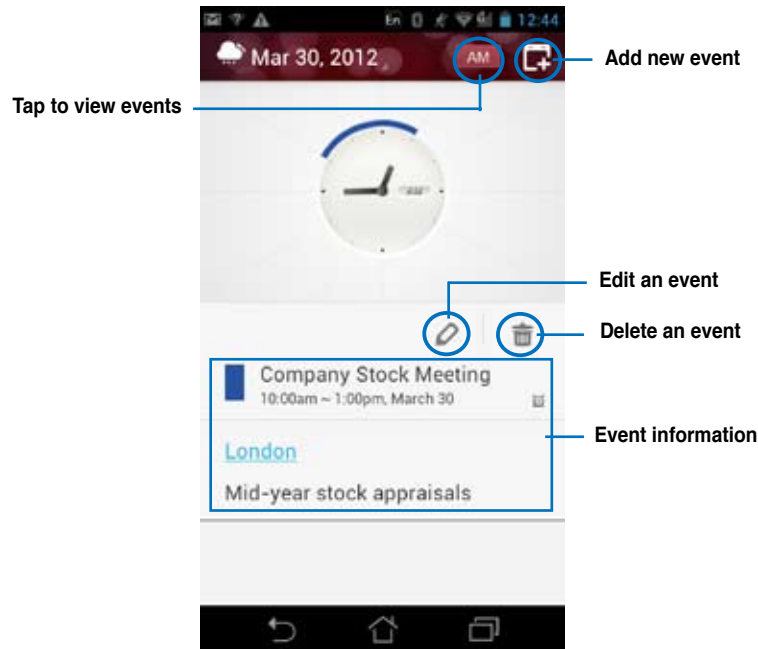 En 12:44
Mar 30, 2012 AM
Add new event
Tap to view events
Edit an event
Delete an event
Company Stock Meeting
10:00am ~ 1:00pm, March 30
Event information
London
Mid-year stock appraisals